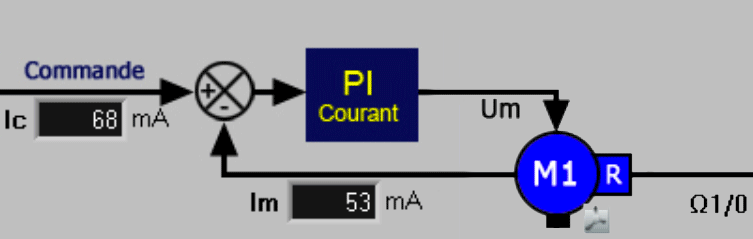 Commande
Ic 68 mA
+
-
PI
Courant
Um
M1 R
Im 53 mA
Ω1/0